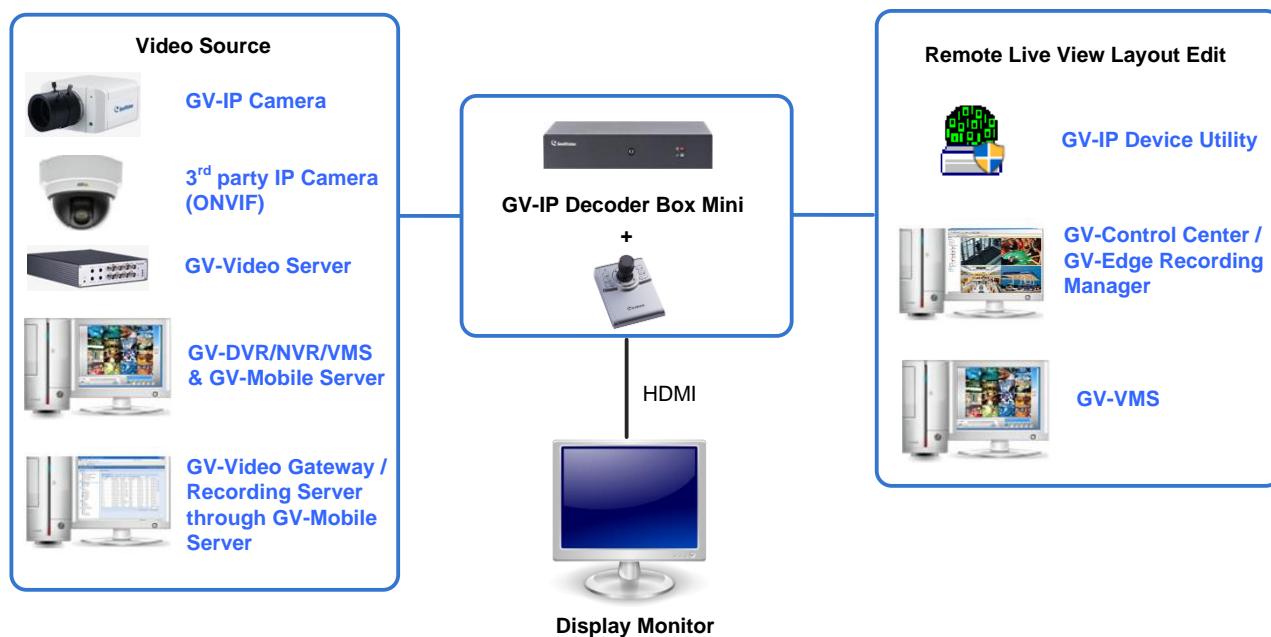 Video Source
GV-IP Camera
3rd party IP Camera
(ONVIF)
GV-Video Server
GV-DVR/NVR/VMS
& GV-Mobile Server
GV-Video Gateway /
Recording Server
through GV-Mobile
Server
GV-IP Decoder Box Mini
+
HDMI
Display Monitor
Remote Live View Layout Edit
GV-IP Device Utility
GV-Control Center /
GV-Edge Recording
Manager
GV-VMS